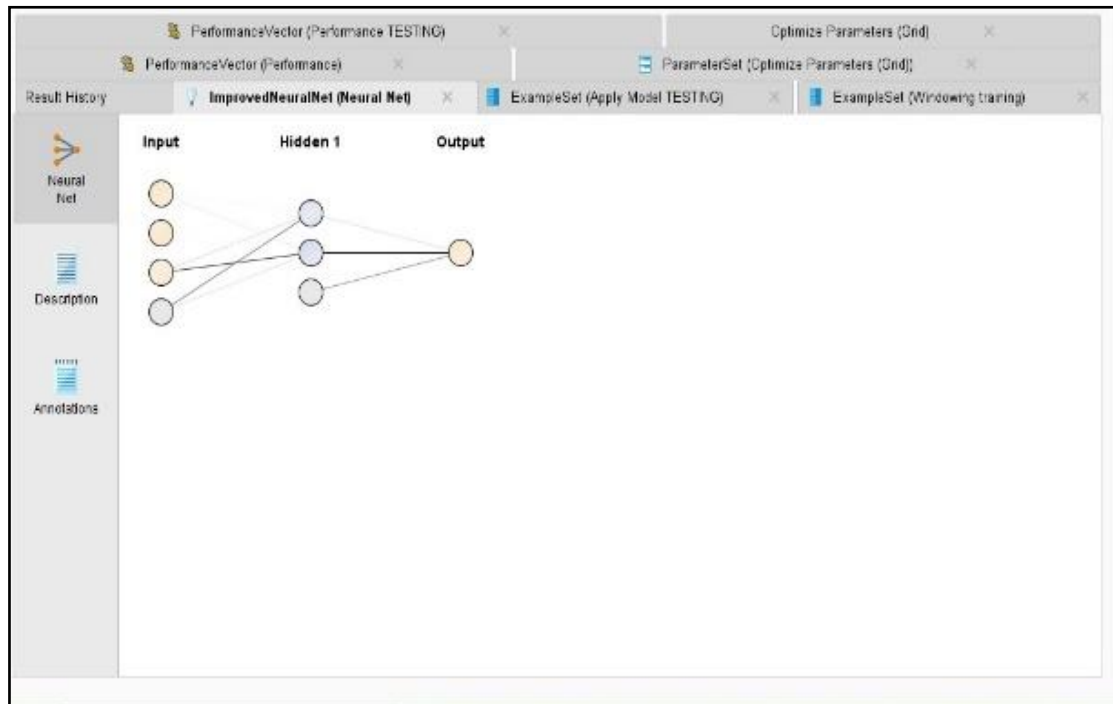 PerformanceVector (Performance TESTING) Optimize Parameters (Grid)
PerformanceVector (Performance) ParameterSet (Optimize Parameters (Grid))
Result History ImprovedNeuralNet (Neural Net) ExampleSet (Apply Model TESTING) ExampleSet (Windowing training)
Input Hidden 1 Output
Neural
Net
Description
Annotations